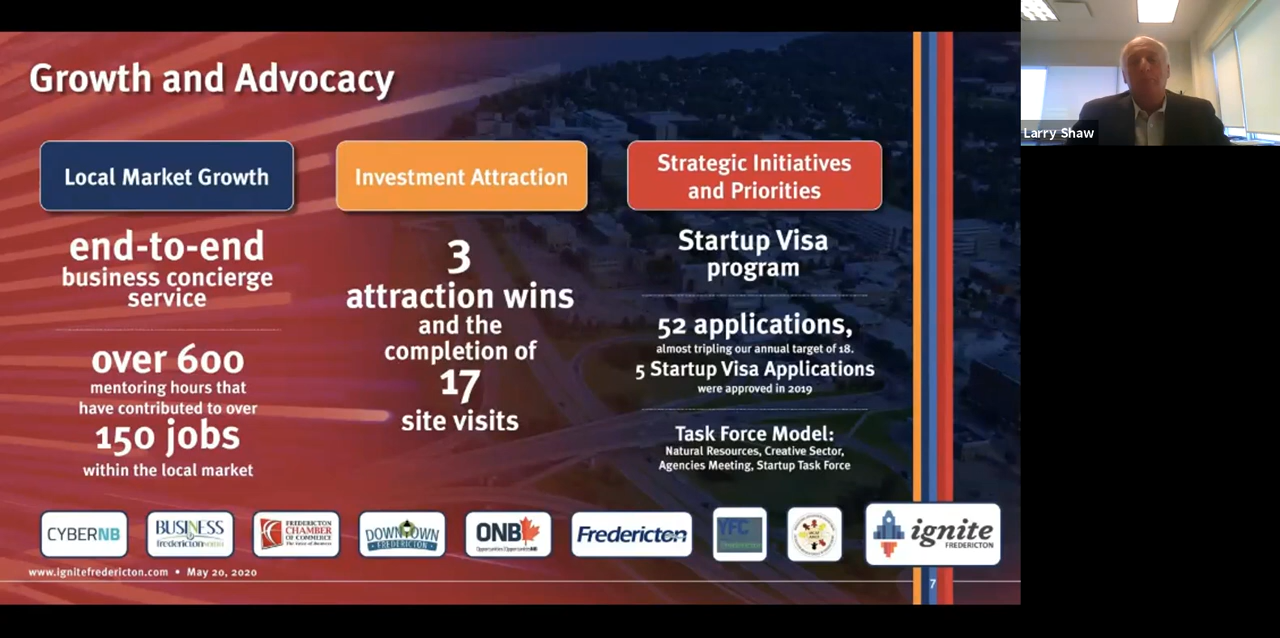 Growth and Advocacy
Larry Shaw
Local Market Growth
end-to-end
business concierge
service
over 600
mentoring hours that
have contributed to over
150 jobs
within the local market
Investment Attraction
3
attraction wins
and the
completion of
17
site visits
Strategic Initiatives
and Priorities
Startup Visa
program
52 applications,
almost tripling our annual target of 18.
5 Startup Visa Applications
were approved in 2019
Task Force Model:
Natural Resources, Creative Sector,
Agencies Meeting, Startup Task Force
CYBERNB
BUSINESS
fredericton
FREDERICTON
CHAMBER
OF COMMERCE
DOWNTOWN
FREDERICTON
ONB
Fredericton
YFC
Fredericton
ignite
FREDERICTON
www.ignitefredericton.com • May 20, 2020
7